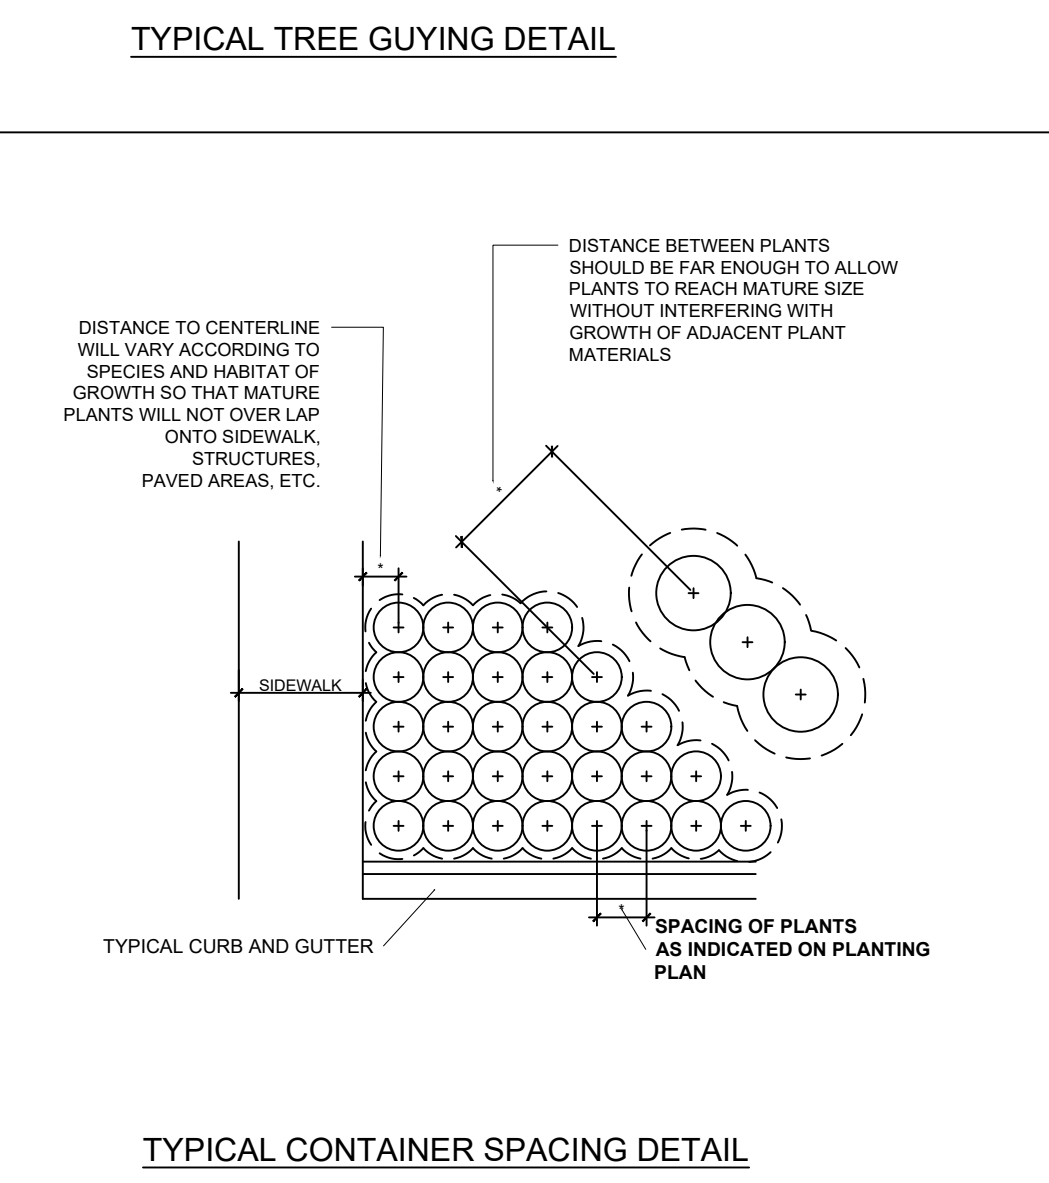 TYPICAL TREE GUYING DETAIL
DISTANCE BETWEEN PLANTS
SHOULD BE FAR ENOUGH TO ALLOW
PLANTS TO REACH MATURE SIZE
WITHOUT INTERFERING WITH
GROWTH OF ADJACENT PLANT
MATERIALS
DISTANCE TO CENTERLINE
WILL VARY ACCORDING TO
SPECIES AND HABITAT OF
GROWTH SO THAT MATURE
PLANTS WILL NOT OVER LAP
ONTO SIDEWALK,
STRUCTURES,
PAVED AREAS, ETC.
*
*
SIDEWALK
*
TYPICAL CURB AND GUTTER
SPACING OF PLANTS
AS INDICATED ON PLANTING
PLAN
TYPICAL CONTAINER SPACING DETAIL